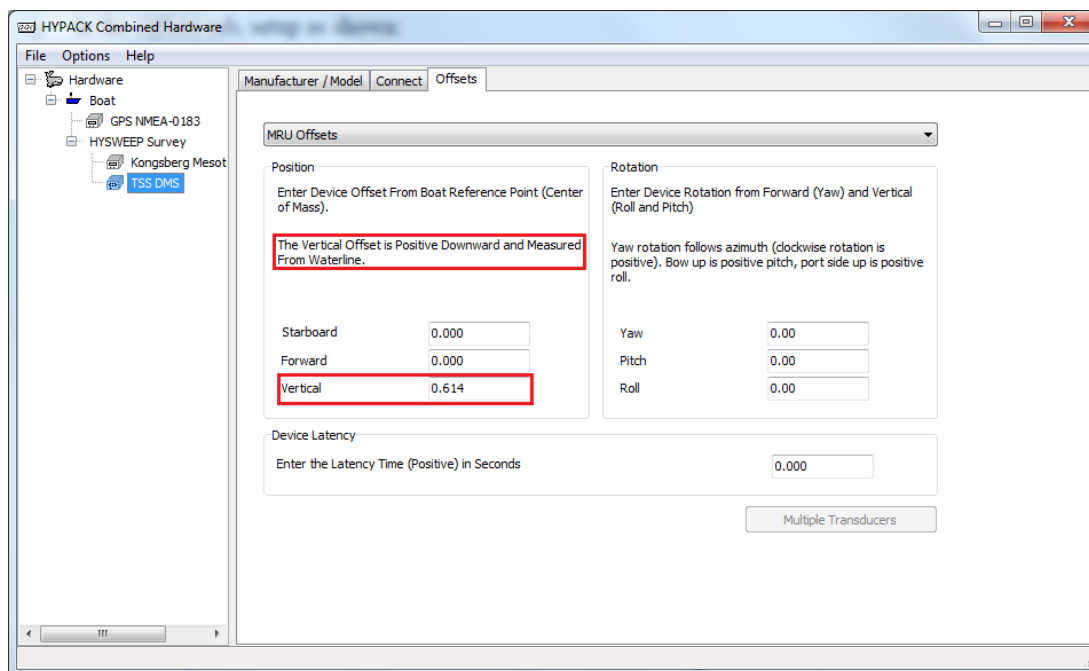 setup as shown:
HYPACK Combined Hardware
File Options Help
Hardware
Boat
GPS NMEA-0183
HYSWEEP Survey
Kongsberg Mesot
TSS DMS
Manufacturer / Model Connect Offsets
MRU Offsets
Position
Enter Device Offset From Boat Reference Point (Center
of Mass).
The Vertical Offset is Positive Downward and Measured
From Waterline.
Starboard 0.000
Forward 0.000
Vertical 0.614
Rotation
Enter Device Rotation from Forward (Yaw) and Vertical
(Roll and Pitch)
Yaw rotation follows azimuth (clockwise rotation is
positive). Bow up is positive pitch, port side up is positive
roll.
Yaw 0.00
Pitch 0.00
Roll 0.00
Device Latency
Enter the Latency Time (Positive) in Seconds 0.000
Multiple Transducers